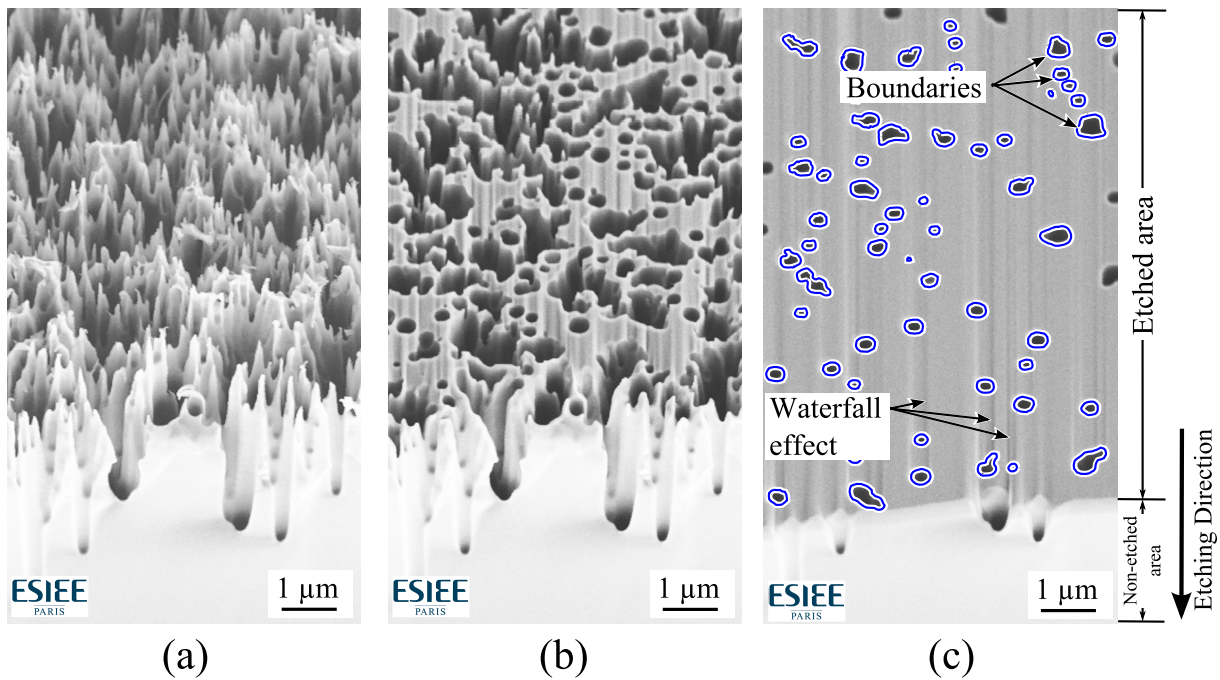 Boundaries
Waterfall
effect
Etched area
Non-etched
area
Etching Direction
ESIEE
PARIS
1 µm
ESIEE
PARIS
1 µm
ESIEE
PARIS
1 µm
(a)
(b)
(c)